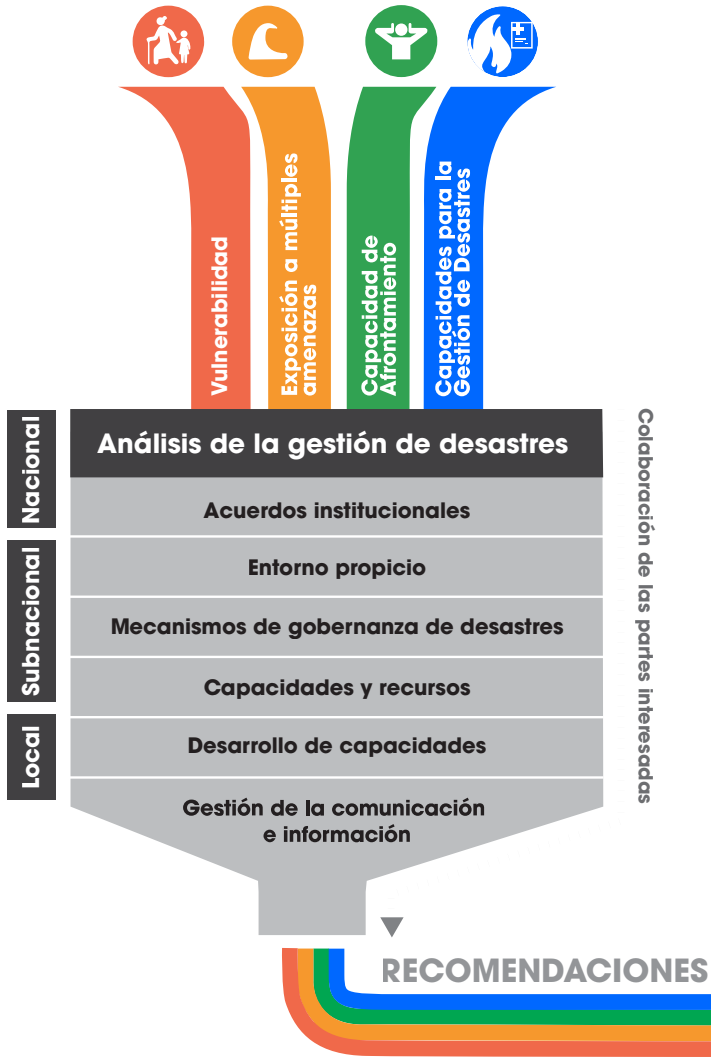 Vulnerabilidad
Exposición a múltiples
amenazas
Capacidad de
Afrontamiento
Capacidades para la
Gestión de Desastres
Nacional
Subnacional
Local
Análisis de la gestión de desastres
Acuerdos institucionales
Entorno propicio
Mecanismos de gobernanza de desastres
Capacidades y recursos
Desarrollo de capacidades
Gestión de la comunicación
e información
Colaboración de las partes interesadas
RECOMENDACIONES